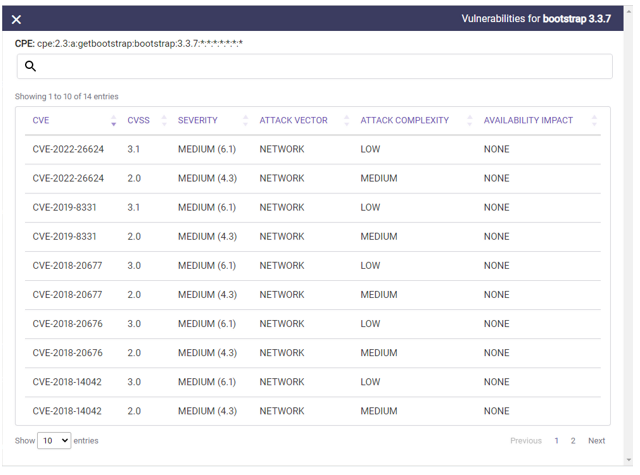 Vulnerabilities for bootstrap 3.3.7
CPE: cpe:2.3:a:getbootstrap:bootstrap:3.3.7:*:*:*:*:*:*:*
Showing 1 to 10 of 14 entries
CVE CVSS SEVERITY ATTACK VECTOR ATTACK COMPLEXITY AVAILABILITY IMPACT
CVE-2022-26624 3.1 MEDIUM (6.1) NETWORK LOW NONE
CVE-2022-26624 2.0 MEDIUM (4.3) NETWORK MEDIUM NONE
CVE-2019-8331 3.1 MEDIUM (6.1) NETWORK LOW NONE
CVE-2019-8331 2.0 MEDIUM (4.3) NETWORK MEDIUM NONE
CVE-2018-20677 3.0 MEDIUM (6.1) NETWORK LOW NONE
CVE-2018-20677 2.0 MEDIUM (4.3) NETWORK MEDIUM NONE
CVE-2018-20676 3.0 MEDIUM (6.1) NETWORK LOW NONE
CVE-2018-20676 2.0 MEDIUM (4.3) NETWORK MEDIUM NONE
CVE-2018-14042 3.0 MEDIUM (6.1) NETWORK LOW NONE
CVE-2018-14042 2.0 MEDIUM (4.3) NETWORK MEDIUM NONE
Show 10 entries Previous 1 2 Next